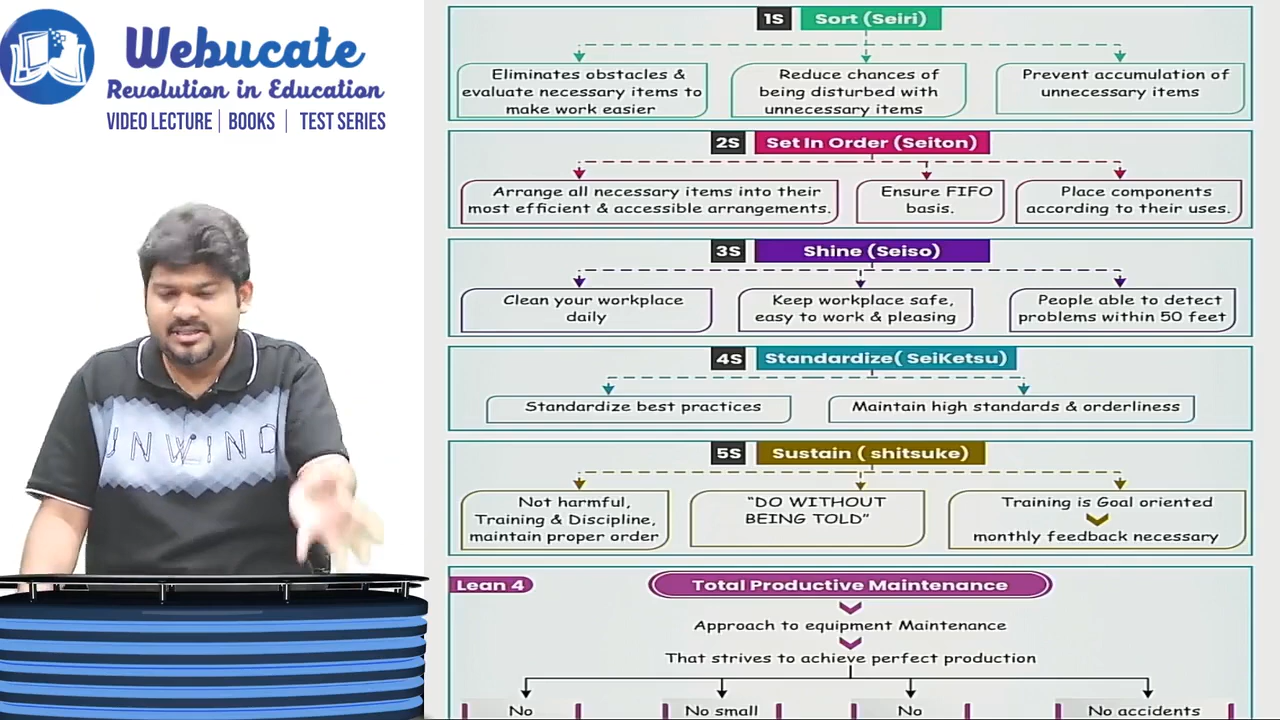 Webucate
Revolution in Education
VIDEO LECTURE | BOOKS | TEST SERIES
UNWIND
1S Sort (Seiri)
Eliminates obstacles &
evaluate necessary items to
make work easier
Reduce chances of
being disturbed with
unnecessary items
Prevent accumulation of
unnecessary items
2S Set In Order (Seiton)
Arrange all necessary items into their
most efficient & accessible arrangements.
Ensure FIFO
basis.
Place components
according to their uses.
3S Shine (Seiso)
Clean your workplace
daily
Keep workplace safe,
easy to work & pleasing
People able to detect
problems within 50 feet
4S Standardize( SeiKetsu)
Standardize best practices
Maintain high standards & orderliness
5S Sustain ( shitsuke)
Not harmful,
Training & Discipline,
maintain proper order
“DO WITHOUT
BEING TOLD”
Training is Goal oriented
monthly feedback necessary
Lean 4 Total Productive Maintenance
Approach to equipment Maintenance
That strives to achieve perfect production
No
No small
No
No accidents